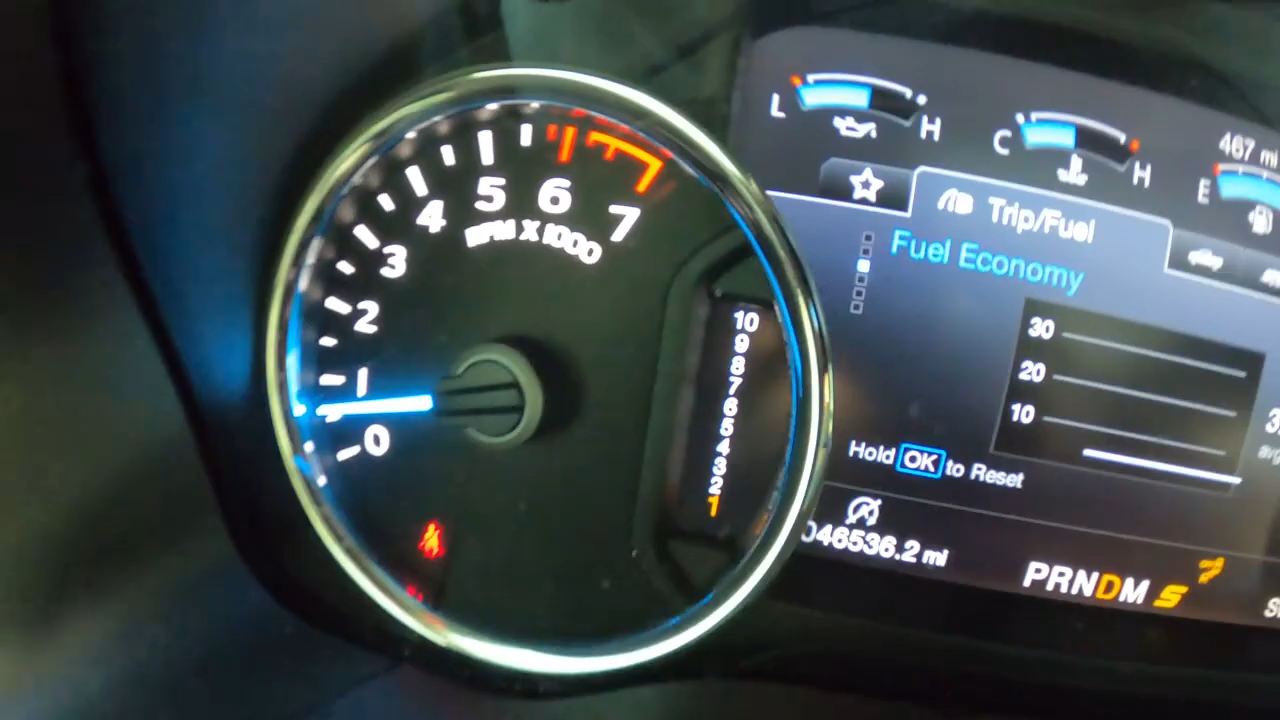 L H
C H
467 mi
E
Trip/Fuel
Fuel Economy
30
20
10
Hold OK to Reset
046536.2 mi
PRNDM S
0
1
2
3
4
5
6
7
RPM X 1000
10
9
8
7
6
5
4
3
2
1